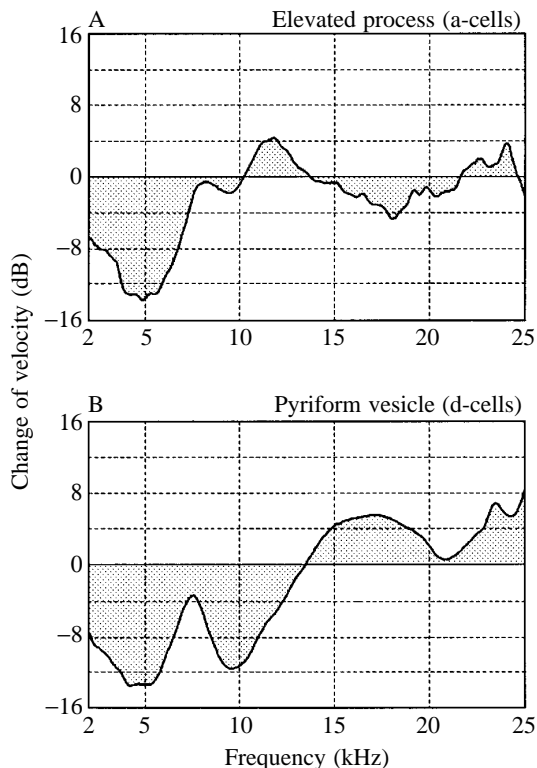 A Elevated process (a-cells)
16
8
0
−8
−16
2 5 10 15 20 25
B Pyriform vesicle (d-cells)
16
8
0
−8
−16
2 5 10 15 20 25
Frequency (kHz)
Change of velocity (dB)